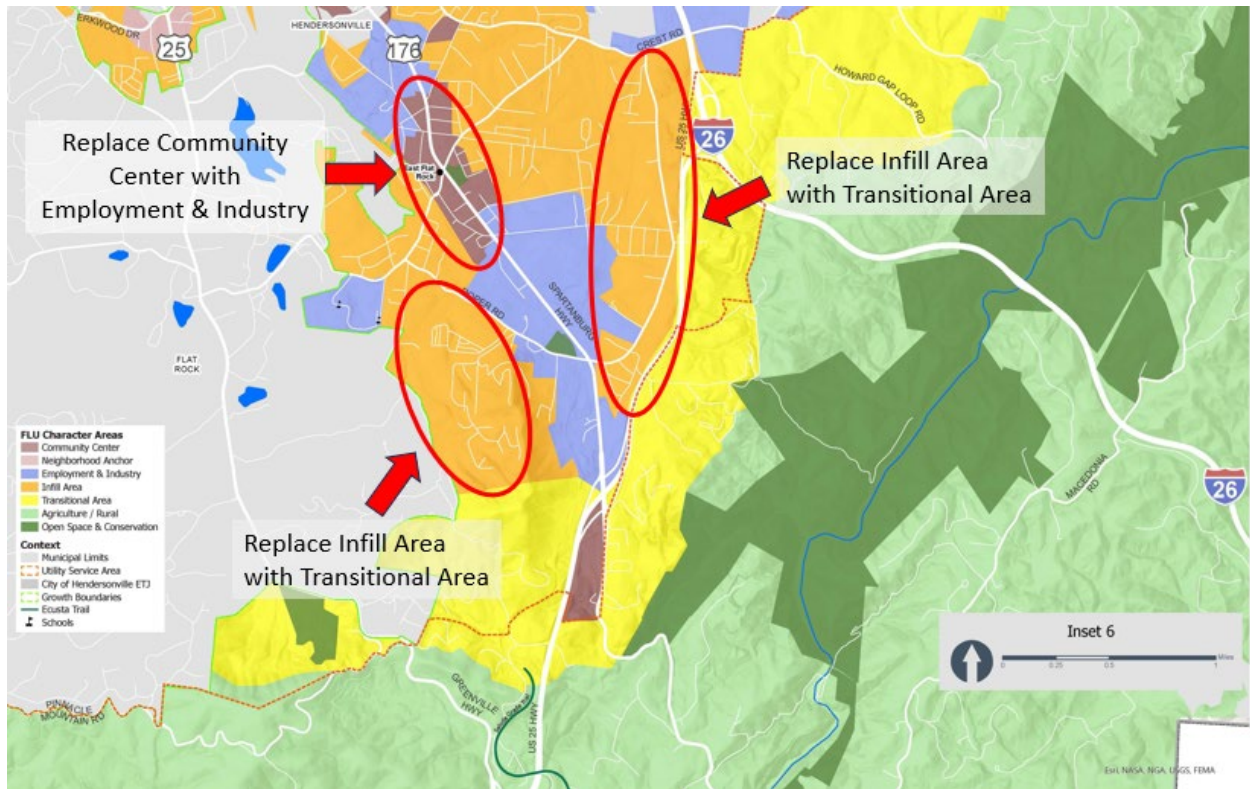 ERKWOOD DR
25
HENDERSONVILLE
176
CREST RD
HOWARD GAP LOOP RD
US 25 HWY
26
Replace Community
Center with
Employment & Industry
East Flat
Rock
Replace Infill Area
with Transitional Area
ROPER RD
SPARTANBURG
HWY
FLAT
ROCK
FLU Character Areas
Community Center
Neighborhood Anchor
Employment & Industry
Infill Area
Transitional Area
Agriculture / Rural
Open Space & Conservation
Context
Municipal Limits
Utility Service Area
City of Hendersonville ETJ
Growth Boundaries
Ecusta Trail
Schools
MACEDONIA
RD
26
Replace Infill Area
with Transitional Area
Inset 6
0 0.25 0.5 1 Miles
PINNACLE
MOUNTAIN RD
GREENVILLE
HWY
US 25 HWY
Esri, NASA, NGA, USGS, FEMA